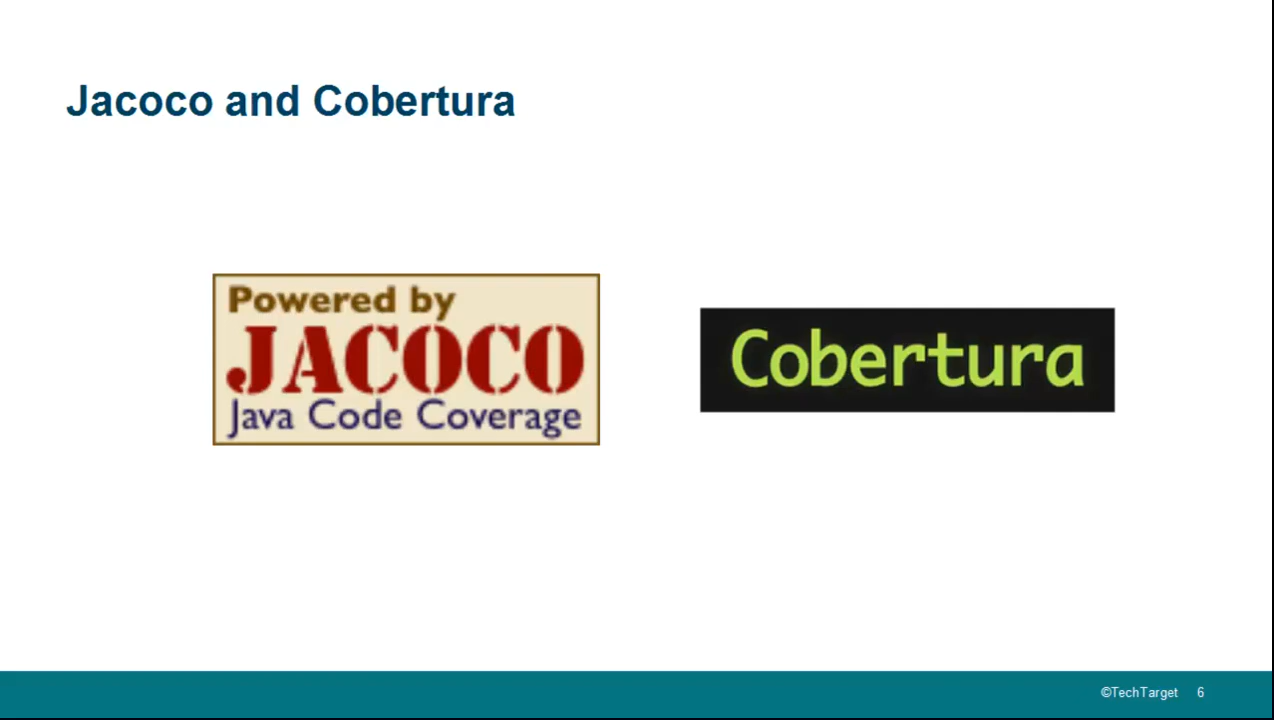 Jacoco and Cobertura
Powered by
JACOCO
Java Code Coverage
Cobertura
©TechTarget 6